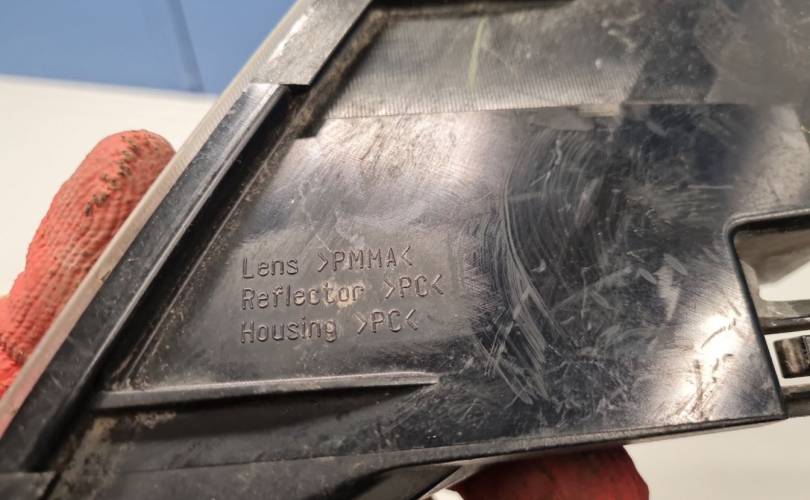 Lens >PMMA<
Reflector >PC<
Housing >PC<